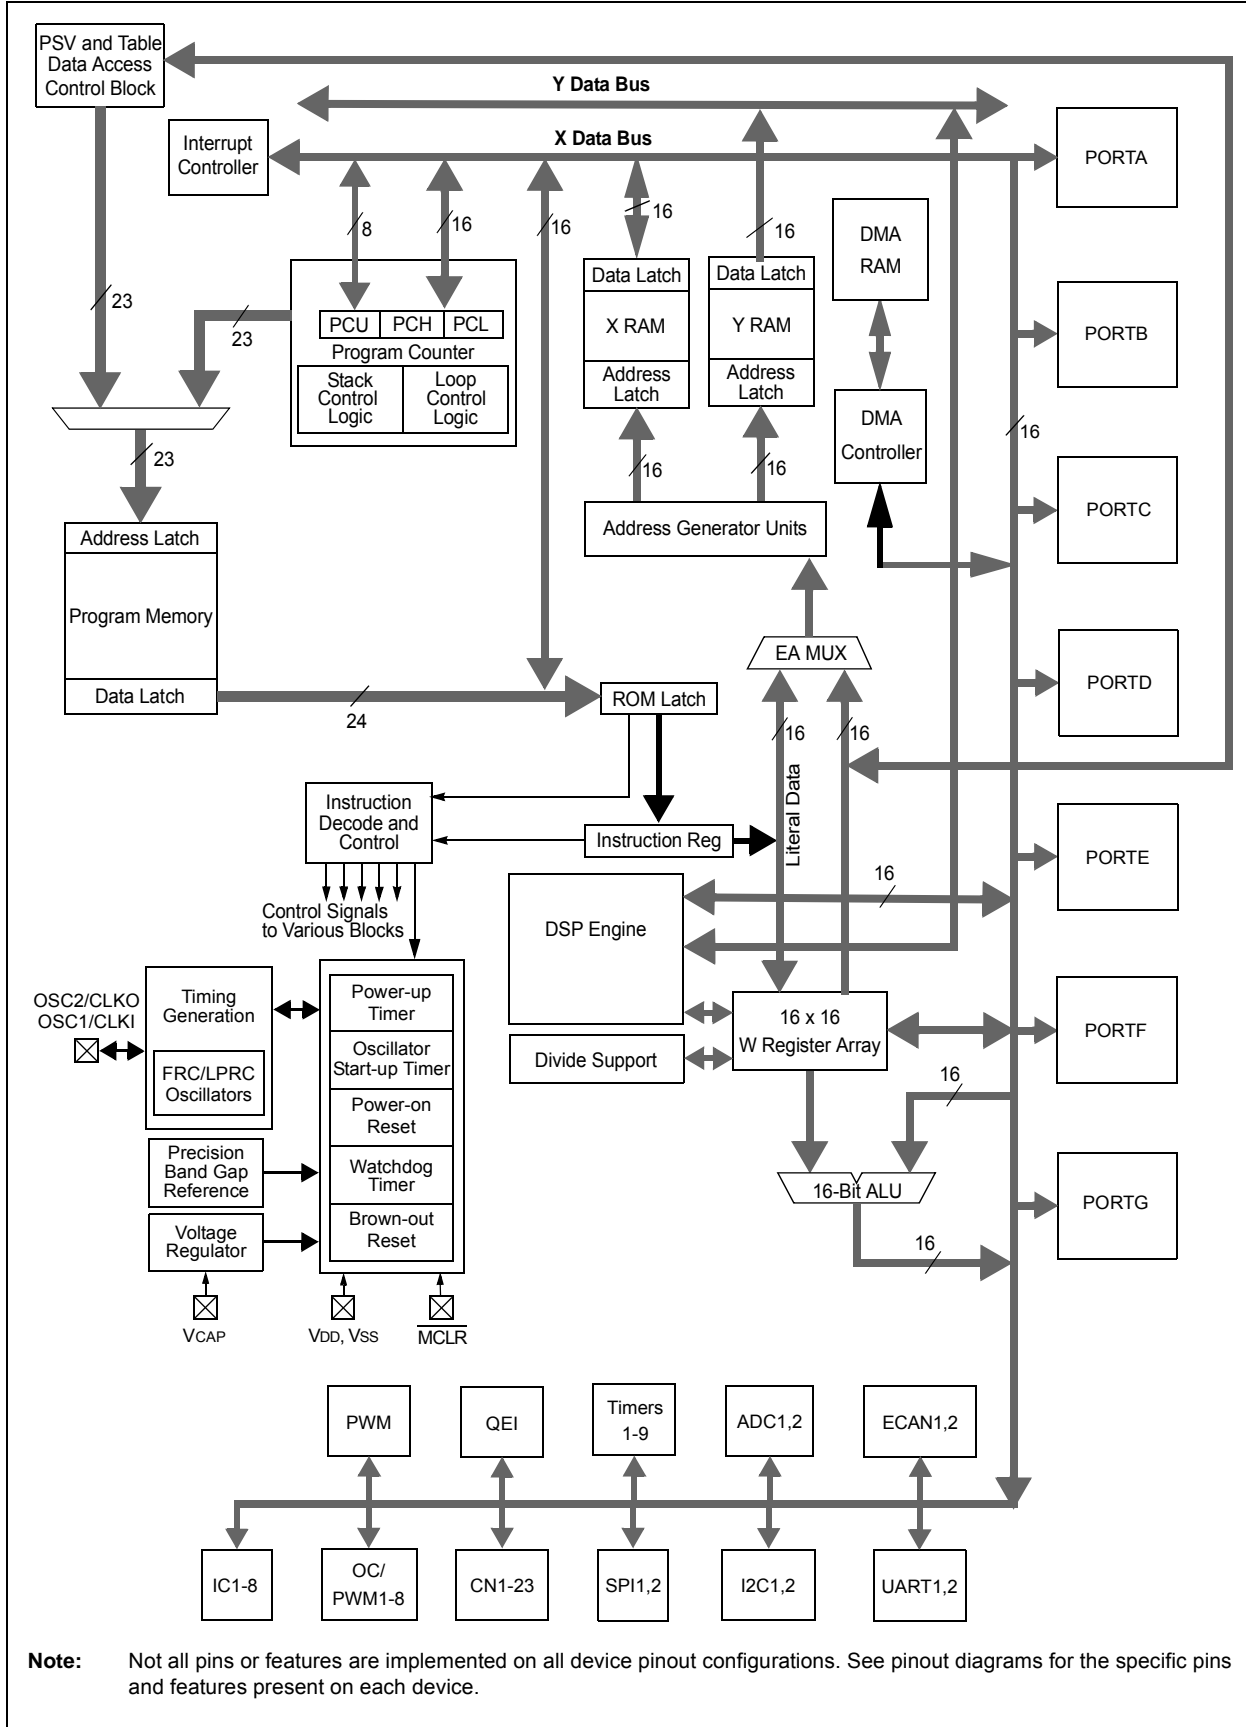 PSV and Table
Data Access
Control Block
Y Data Bus
X Data Bus
Interrupt
Controller
PORTA
8
16
16
16
16
DMA
RAM
Data Latch
X RAM
Address
Latch
Data Latch
Y RAM
Address
Latch
23
23
PCU
PCH
PCL
Program Counter
Stack
Control
Logic
Loop
Control
Logic
PORTB
DMA
Controller
16
23
16
16
PORTC
Address Generator Units
Address Latch
Program Memory
Data Latch
EA MUX
PORTD
24
ROM Latch
16
16
Literal Data
Instruction
Decode and
Control
Instruction Reg
PORTE
16
Control Signals
to Various Blocks
DSP Engine
OSC2/CLKO
OSC1/CLKI
Timing
Generation
FRC/LPRC
Oscillators
Power-up
Timer
Oscillator
Start-up Timer
Power-on
Reset
Watchdog
Timer
Brown-out
Reset
16 x 16
W Register Array
Divide Support
PORTF
16
Precision
Band Gap
Reference
Voltage
Regulator
16-Bit ALU
16
PORTG
VCAP
VDD, VSS
MCLR
PWM
QEI
Timers
1-9
ADC1,2
ECAN1,2
IC1-8
OC/
PWM1-8
CN1-23
SPI1,2
I2C1,2
UART1,2
Note: Not all pins or features are implemented on all device pinout configurations. See pinout diagrams for the specific pins
and features present on each device.